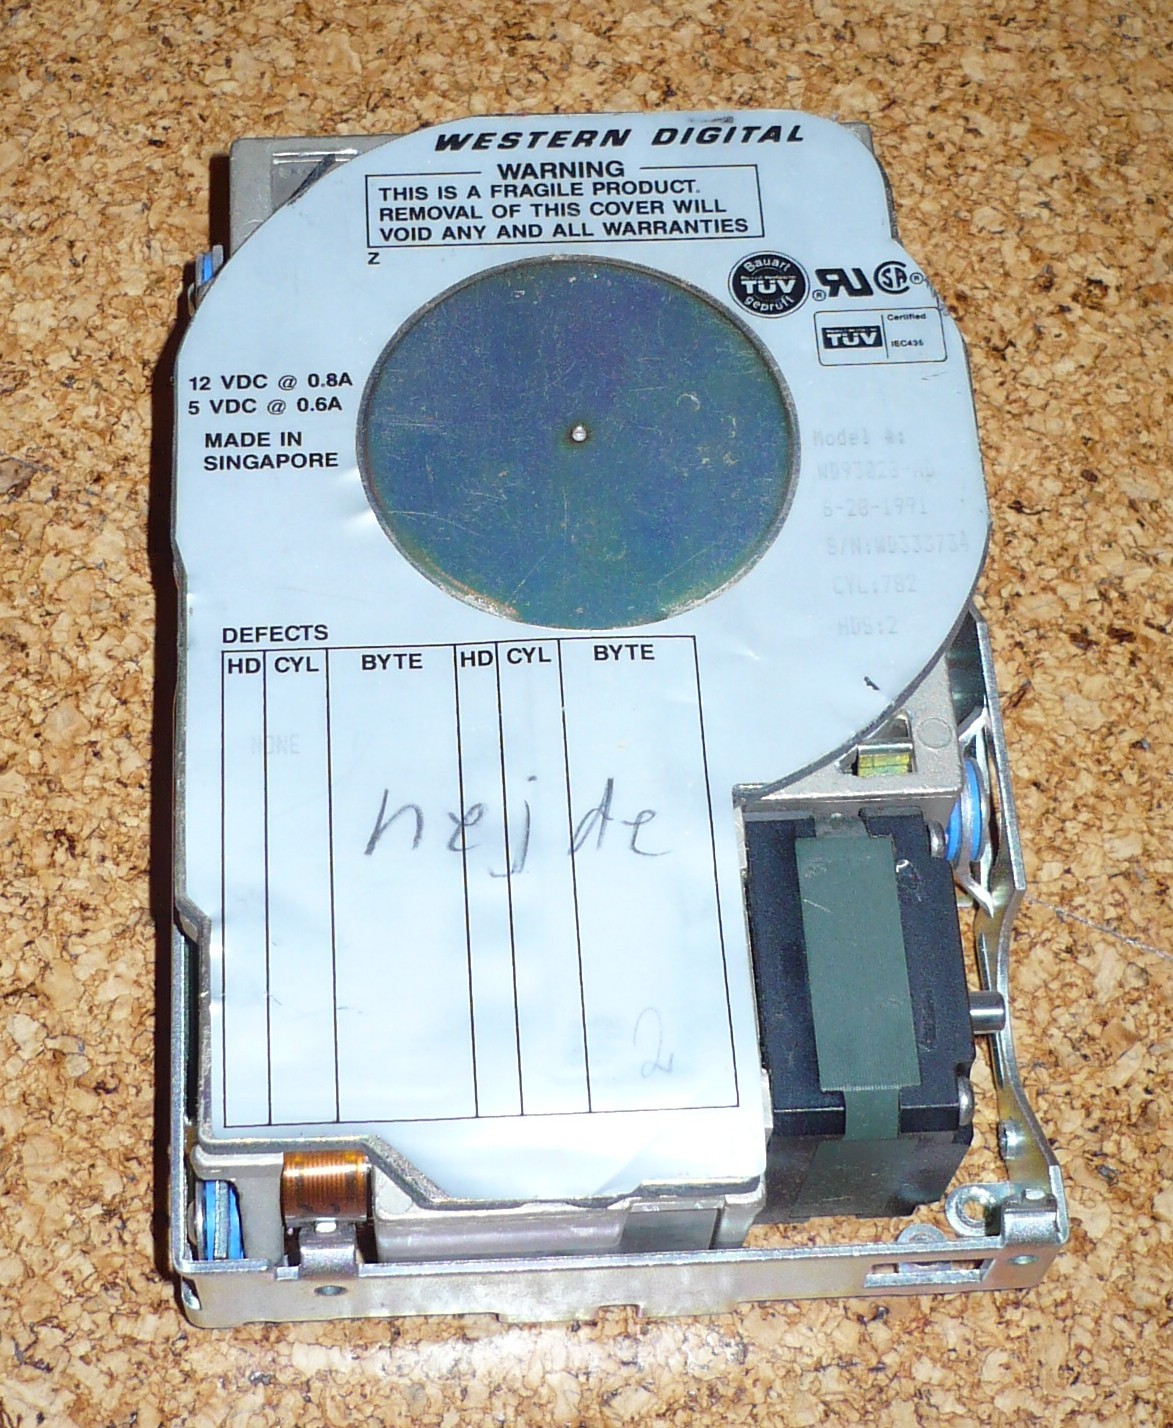 WESTERN DIGITAL
WARNING
THIS IS A FRAGILE PRODUCT.
REMOVAL OF THIS COVER WILL
VOID ANY AND ALL WARRANTIES
Z
Bauart
TÜV
geprüft
TÜV
Certified
IEC435
12 VDC @ 0.8A
5 VDC @ 0.6A
MADE IN
SINGAPORE
Model #:
6-20-1991
S/N:WD333734
CYL:782
HDS:2
DEFECTS
HD CYL BYTE HD CYL BYTE
NONE
nejde
2